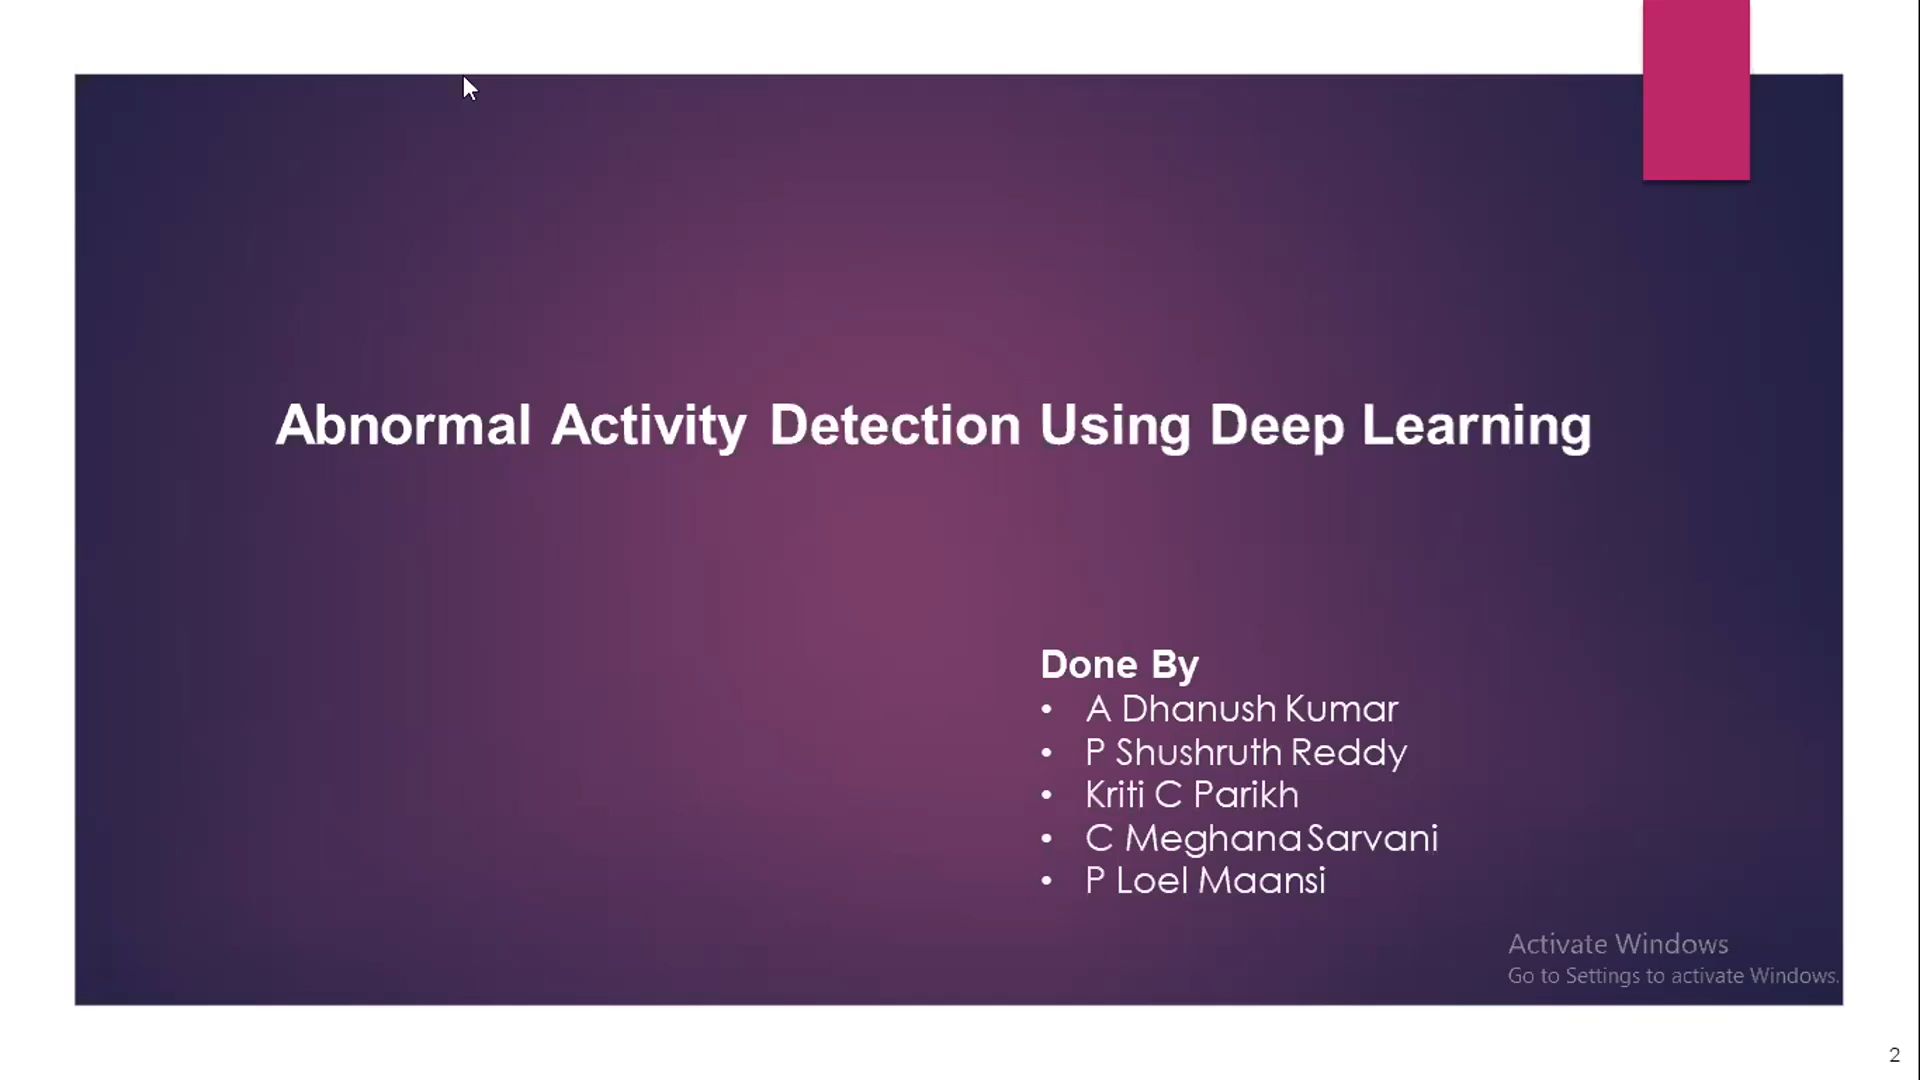 Abnormal Activity Detection Using Deep Learning
Done By
• A Dhanush Kumar
• P Shushruth Reddy
• Kriti C Parikh
• C Meghana Sarvani
• P Loel Maansi
Activate Windows
Go to Settings to activate Windows.
2